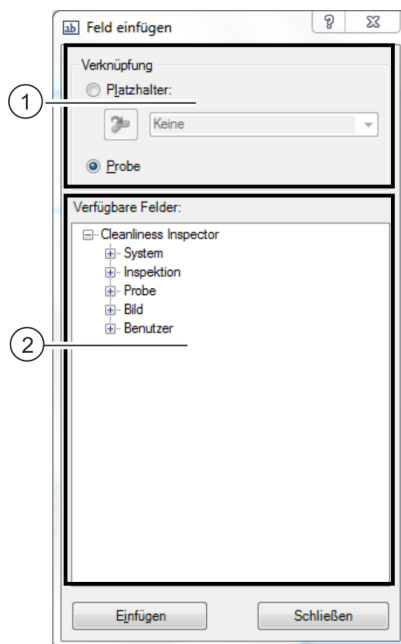 Feld einfügen
Verknüpfung
Platzhalter:
1
Keine
Probe
Verfügbare Felder:
Cleanliness Inspector
System
Inspektion
Probe
Bild
Benutzer
2
Einfügen
Schließen